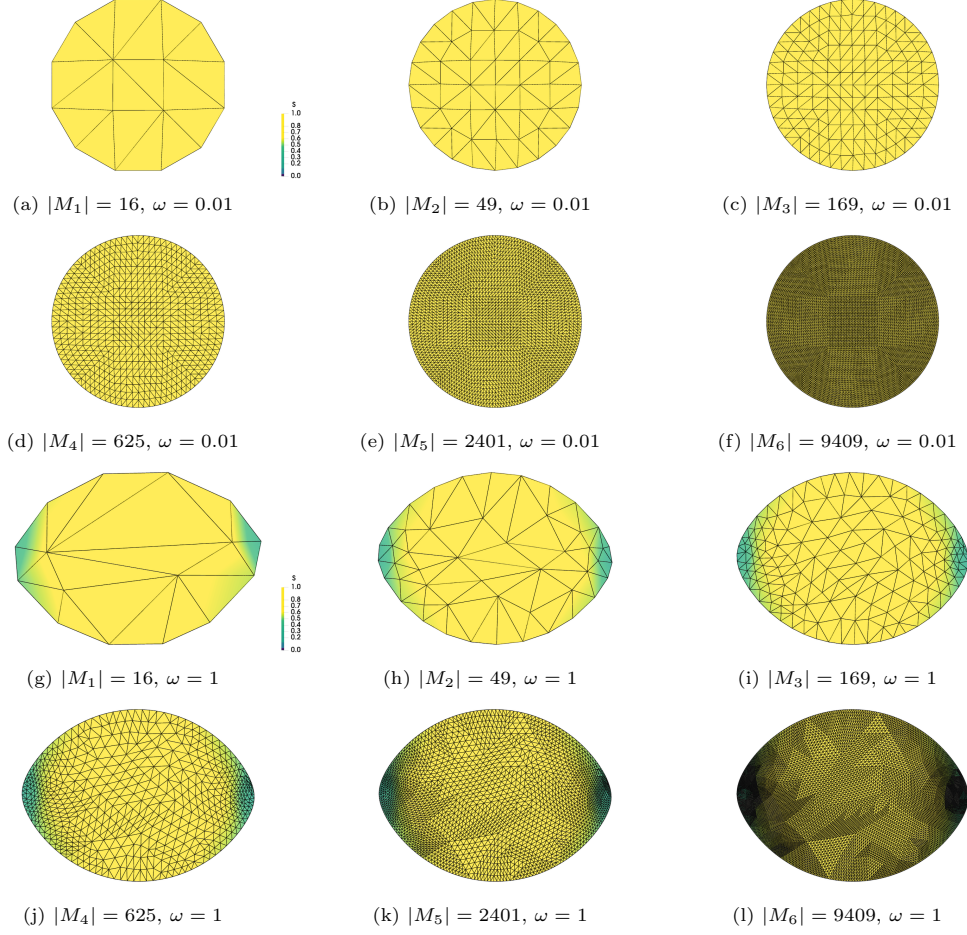 S
1.0
0.8
0.7
0.6
0.5
0.4
0.3
0.2
0.0
(a) |M₁| = 16, ω = 0.01
(b) |M₂| = 49, ω = 0.01
(c) |M₃| = 169, ω = 0.01
(d) |M₄| = 625, ω = 0.01
(e) |M₅| = 2401, ω = 0.01
(f) |M₆| = 9409, ω = 0.01
S
1.0
0.8
0.7
0.6
0.5
0.4
0.3
0.2
0.0
(g) |M₁| = 16, ω = 1
(h) |M₂| = 49, ω = 1
(i) |M₃| = 169, ω = 1
(j) |M₄| = 625, ω = 1
(k) |M₅| = 2401, ω = 1
(l) |M₆| = 9409, ω = 1